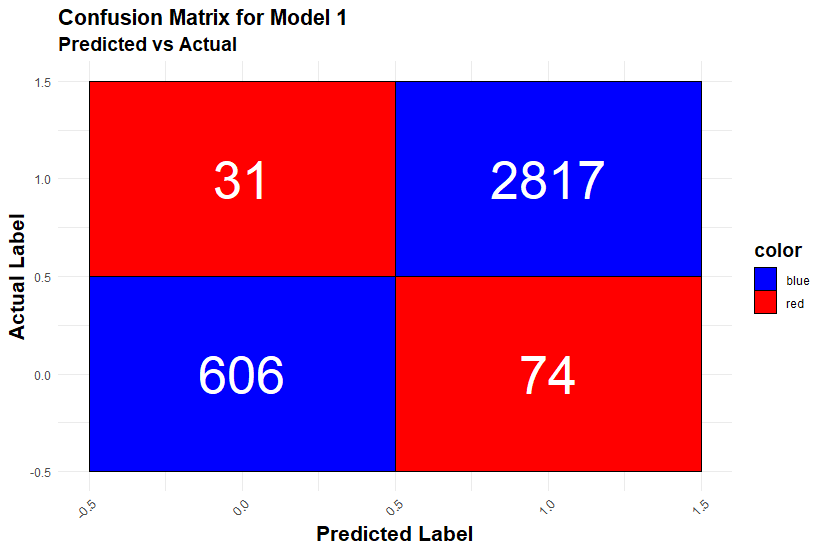 Confusion Matrix for Model 1
Predicted vs Actual
Actual Label
1.5
1.0
0.5
0.0
-0.5
31
2817
606
74
-0.5
0.0
0.5
1.0
1.5
Predicted Label
color
blue
red